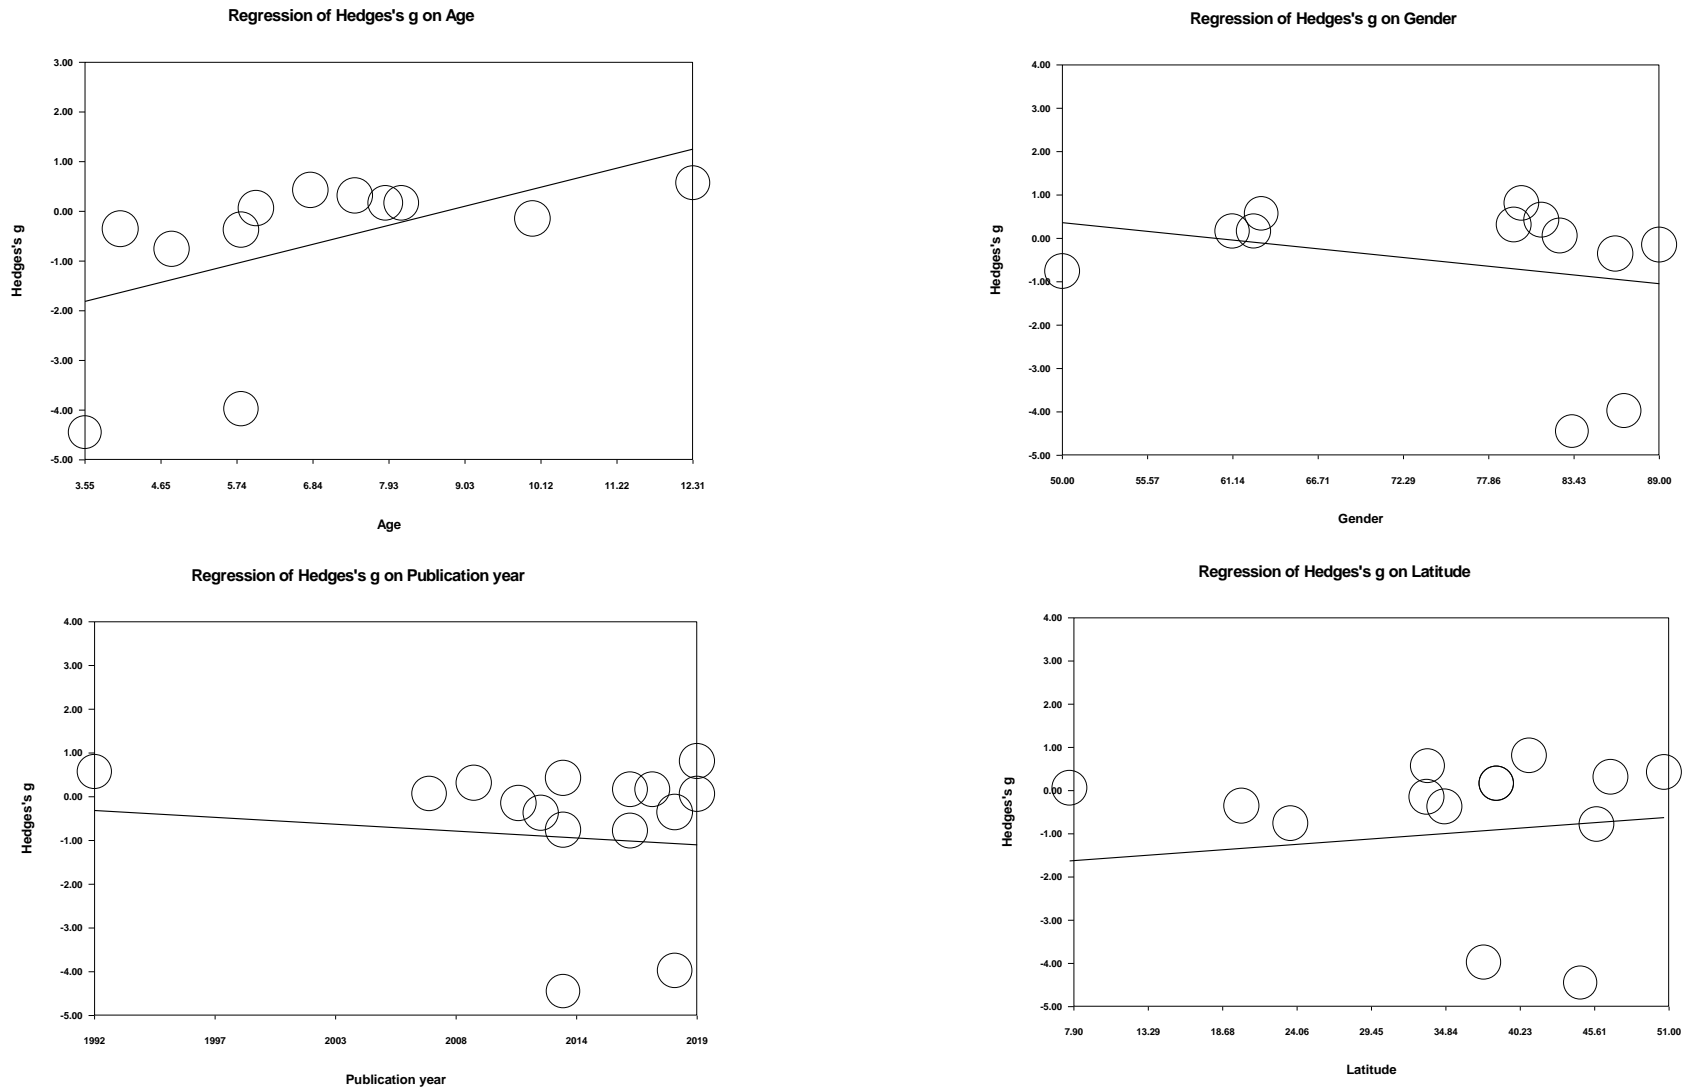 Regression of Hedges's g on Age
3.00
2.00
1.00
0.00
-1.00
-2.00
-3.00
-4.00
-5.00
Hedges's g
3.55 4.65 5.74 6.84 7.93 9.03 10.12 11.22 12.31
Age
Regression of Hedges's g on Gender
4.00
3.00
2.00
1.00
0.00
-1.00
-2.00
-3.00
-4.00
-5.00
Hedges's g
50.00 55.57 61.14 66.71 72.29 77.86 83.43 89.00
Gender
Regression of Hedges's g on Publication year
4.00
3.00
2.00
1.00
0.00
-1.00
-2.00
-3.00
-4.00
-5.00
Hedges's g
1992 1997 2003 2008 2014 2019
Publication year
Regression of Hedges's g on Latitude
4.00
3.00
2.00
1.00
0.00
-1.00
-2.00
-3.00
-4.00
-5.00
Hedges's g
7.90 13.29 18.68 24.06 29.45 34.84 40.23 45.61 51.00
Latitude